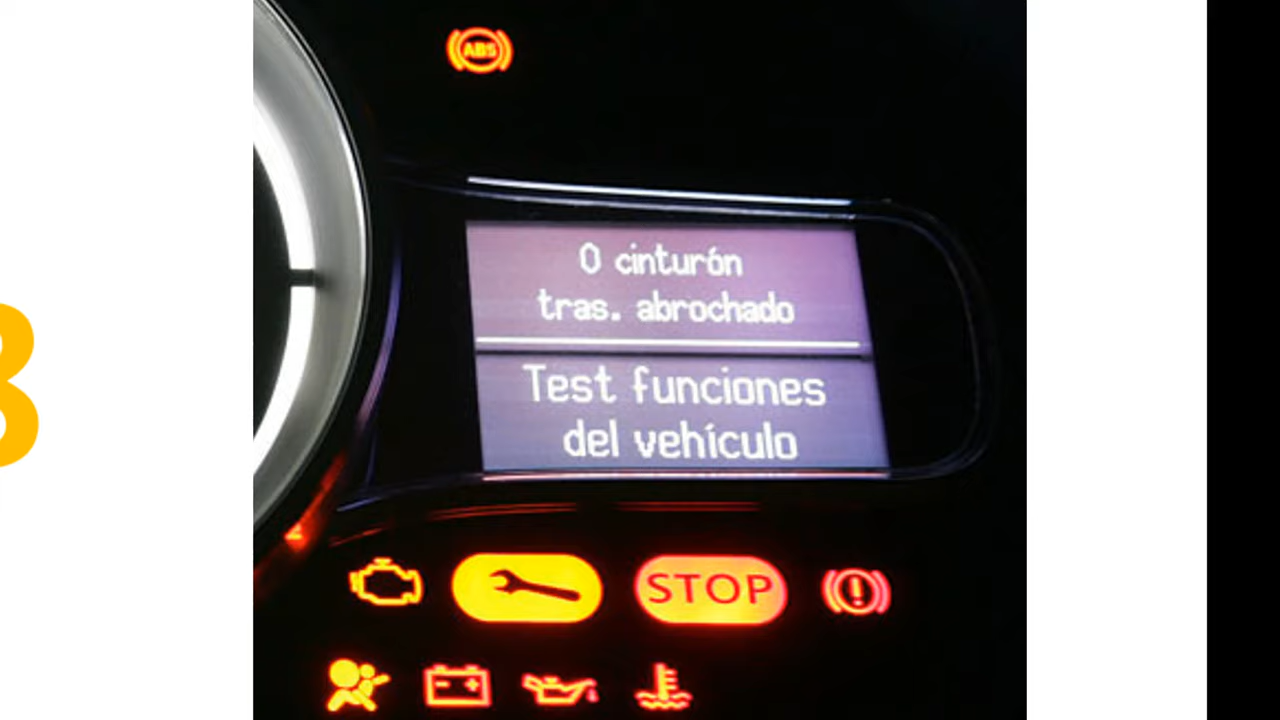 ABS
0 cinturón
tras. abrochado
Test funciones
del vehículo
STOP